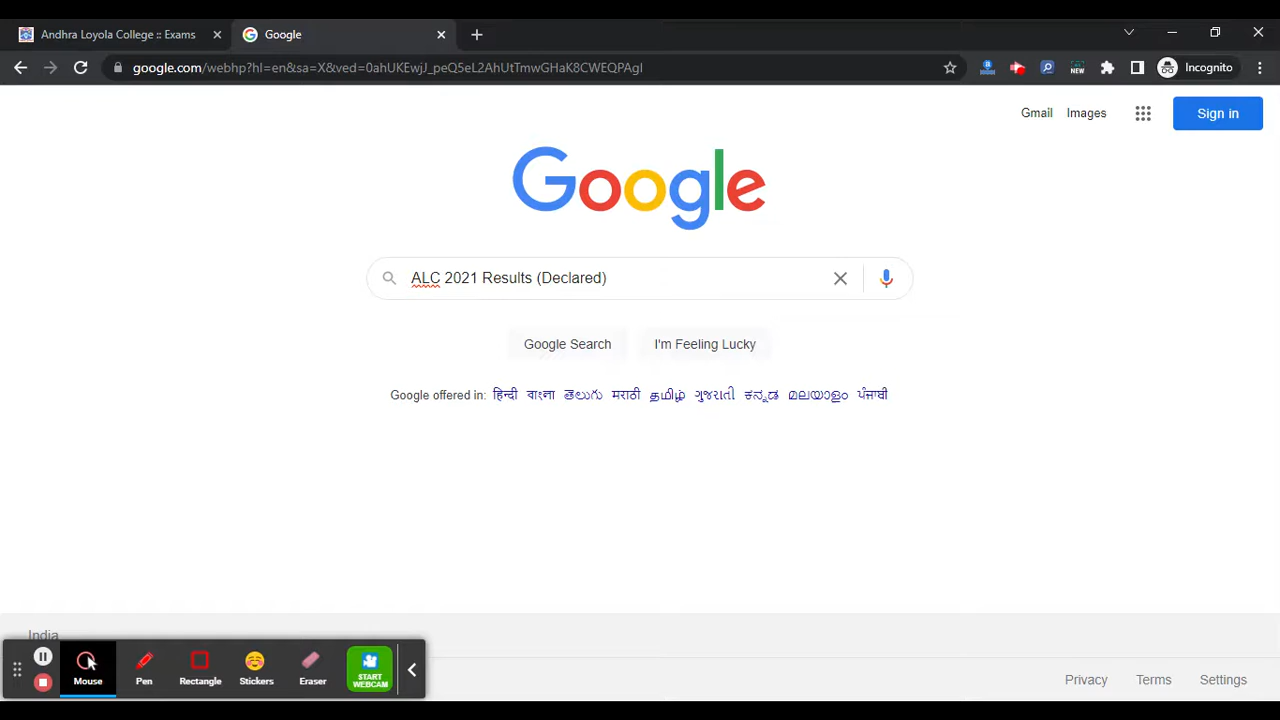 Andhra Loyola College :: Exams
Google
google.com/webhp?hl=en&sa=X&ved=0ahUKEwjJ_peQ5eL2AhUtTmwGHaK8CWEQPAgI
NEW
Incognito
Gmail
Images
Sign in
Google
ALC 2021 Results (Declared)
Google Search
I'm Feeling Lucky
Google offered in: हिन्दी বাংলা తెలుగు मराठी தமிழ் ગુજરાતી ಕನ್ನಡ മലയാളം ਪੰਜਾਬੀ
India
Mouse
Pen
Rectangle
Stickers
Eraser
START
WEBCAM
Privacy
Terms
Settings